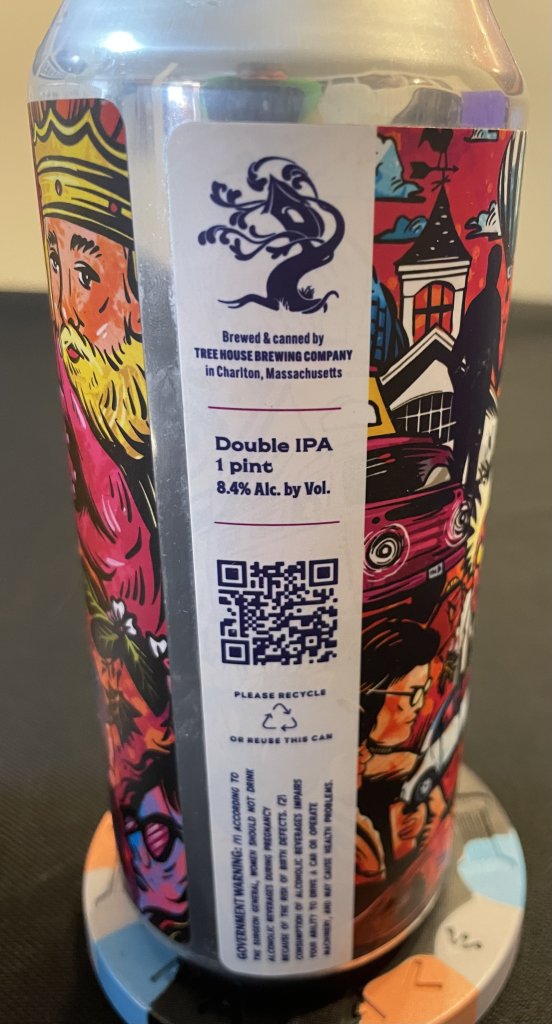 Brewed & canned by
TREE HOUSE BREWING COMPANY
in Charlton, Massachusetts
Double IPA
1 pint
8.4% Alc. by Vol.
PLEASE RECYCLE
OR REUSE THIS CAN
GOVERNMENT WARNING: (1) ACCORDING TO
THE SURGEON GENERAL, WOMEN SHOULD NOT DRINK
ALCOHOLIC BEVERAGES DURING PREGNANCY
BECAUSE OF THE RISK OF BIRTH DEFECTS. (2)
CONSUMPTION OF ALCOHOLIC BEVERAGES IMPAIRS
YOUR ABILITY TO DRIVE A CAR OR OPERATE
MACHINERY, AND MAY CAUSE HEALTH PROBLEMS.